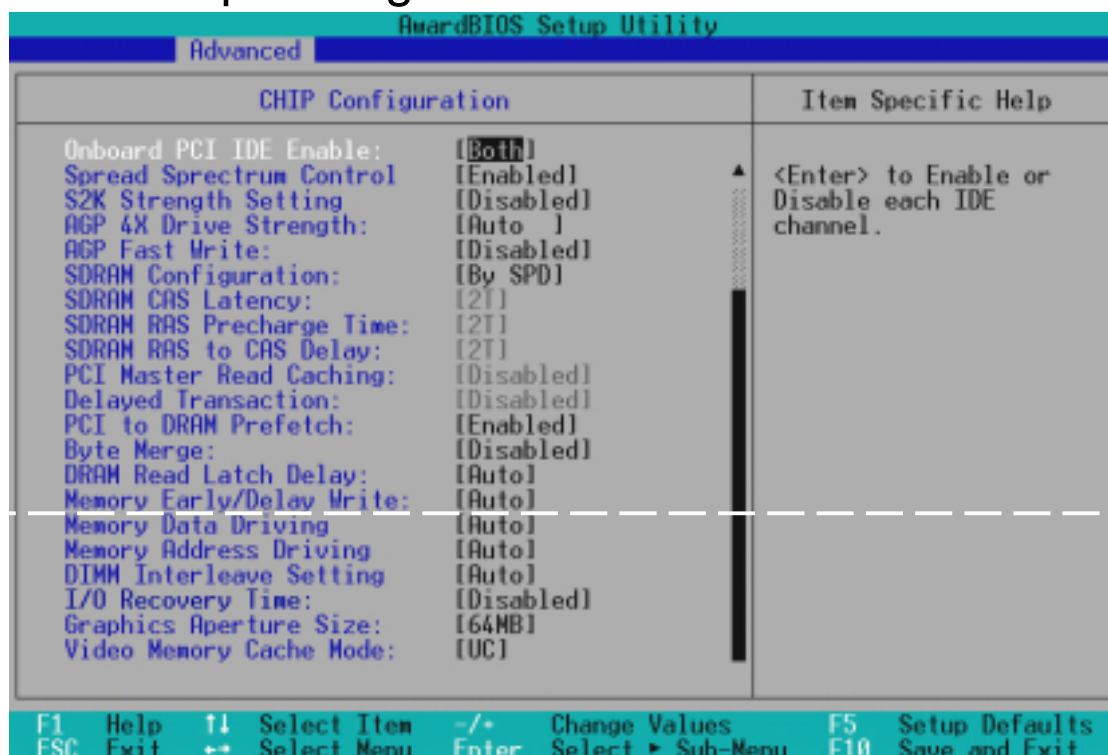 AwardBIOS Setup Utility
Advanced
CHIP Configuration
Item Specific Help
Onboard PCI IDE Enable: [Both]
Spread Sprectrum Control [Enabled]
S2K Strength Setting [Disabled]
AGP 4X Drive Strength: [Auto ]
AGP Fast Write: [Disabled]
SDRAM Configuration: [By SPD]
SDRAM CAS Latency: [2T]
SDRAM RAS Precharge Time: [2T]
SDRAM RAS to CAS Delay: [2T]
PCI Master Read Caching: [Disabled]
Delayed Transaction: [Disabled]
PCI to DRAM Prefetch: [Enabled]
Byte Merge: [Disabled]
DRAM Read Latch Delay: [Auto]
Memory Early/Delay Write: [Auto]
Memory Data Driving [Auto]
Memory Address Driving [Auto]
DIMM Interleave Setting [Auto]
I/O Recovery Time: [Disabled]
Graphics Aperture Size: [64MB]
Video Memory Cache Mode: [UC]
<Enter> to Enable or
Disable each IDE
channel.
F1 Help ↑↓ Select Item -/+ Change Values F5 Setup Defaults
ESC Exit ←→ Select Menu Enter Select ► Sub-Menu F10 Save and Exit